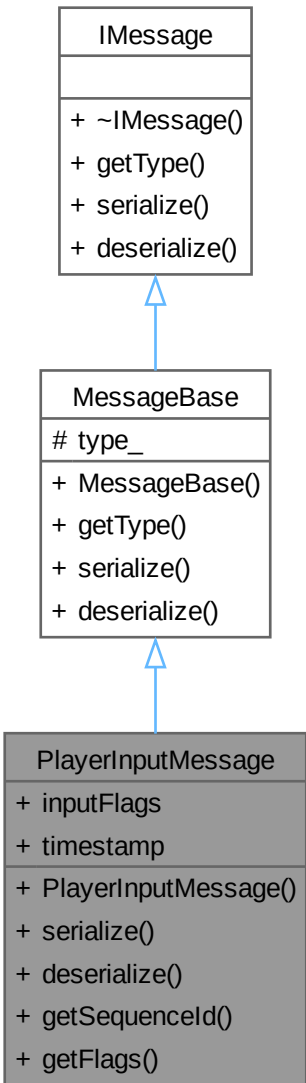 IMessage
+ ~IMessage()
+ getType()
+ serialize()
+ deserialize()
MessageBase
# type_
+ MessageBase()
+ getType()
+ serialize()
+ deserialize()
PlayerInputMessage
+ inputFlags
+ timestamp
+ PlayerInputMessage()
+ serialize()
+ deserialize()
+ getSequenceId()
+ getFlags()